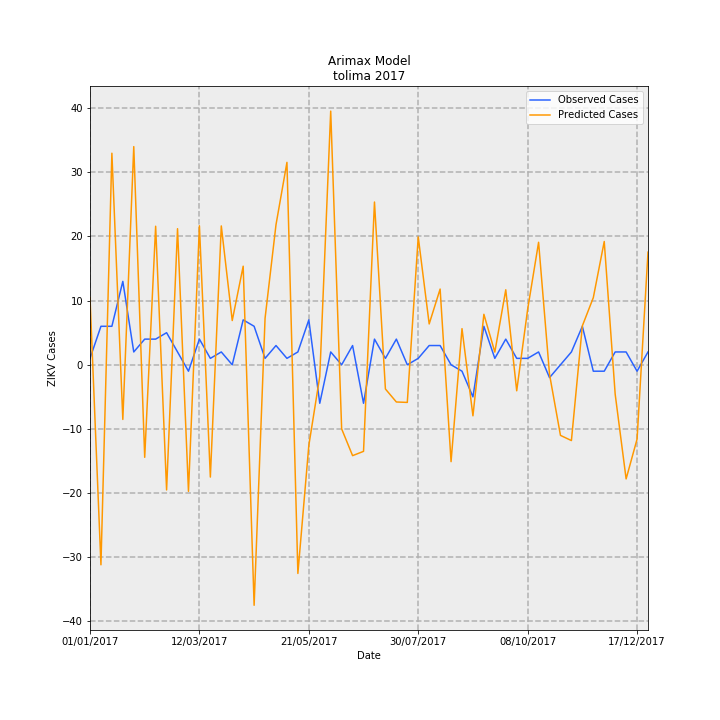 Arimax Model
tolima 2017
Observed Cases
Predicted Cases
ZIKV Cases
40
30
20
10
0
−10
−20
−30
−40
01/01/2017 12/03/2017 21/05/2017 30/07/2017 08/10/2017 17/12/2017
Date